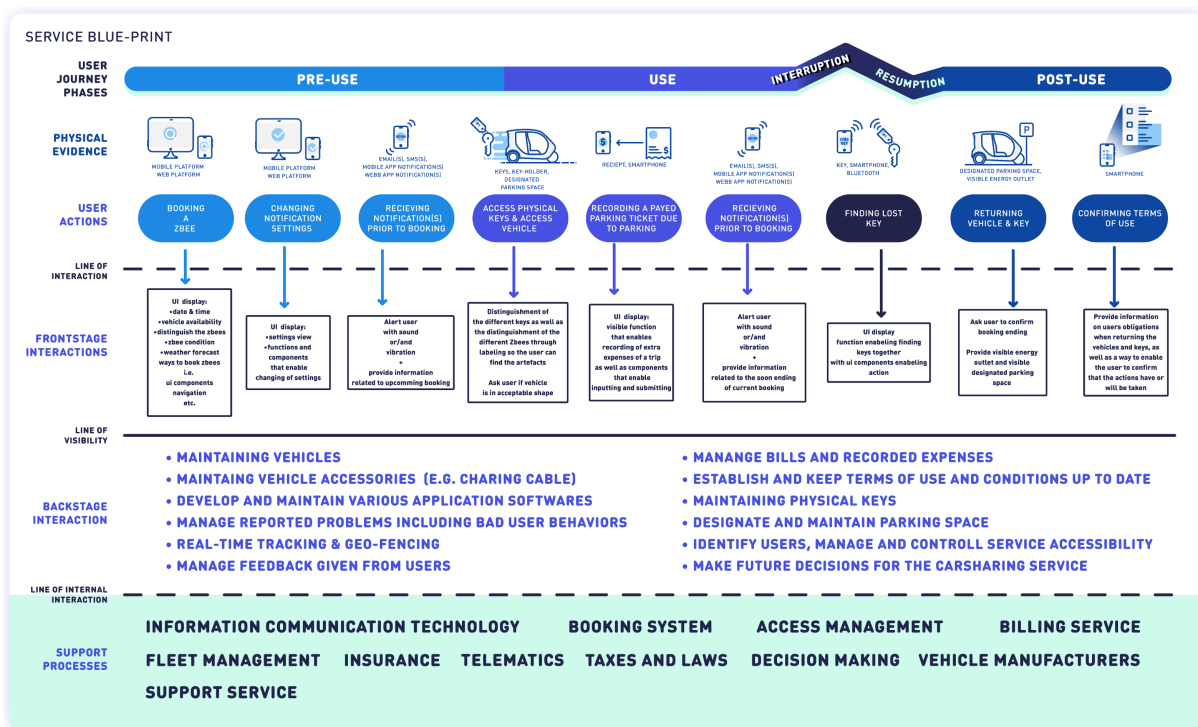 SERVICE BLUE-PRINT
USER
JOURNEY
PHASES
PRE-USE
USE
INTERRUPTION
RESUMPTION
POST-USE
PHYSICAL
EVIDENCE
MOBILE PLATFORM
WEB PLATFORM
MOBILE PLATFORM
WEB PLATFORM
EMAIL(S), SMS(S),
MOBILE APP NOTIFICATION(S)
WEBB APP NOTIFICATION(S)
KEYS, KEY-HOLDER,
DESIGNATED
PARKING SPACE
$
$
RECIEPT, SMARTPHONE
EMAIL(S), SMS(S),
MOBILE APP NOTIFICATION(S)
WEBB APP NOTIFICATION(S)
KEY, SMARTPHONE,
BLUETOOTH
P
DESIGNATED PARKING SPACE,
VISIBLE ENERGY OUTLET
SMARTPHONE
USER
ACTIONS
BOOKING
A
ZBEE
CHANGING
NOTIFICATION
SETTINGS
RECIEVING
NOTIFICATION(S)
PRIOR TO BOOKING
ACCESS PHYSICAL
KEYS & ACCESS
VEHICLE
RECORDING A PAYED
PARKING TICKET DUE
TO PARKING
RECIEVING
NOTIFICATION(S)
PRIOR TO BOOKING
FINDING LOST
KEY
RETURNING
VEHICLE & KEY
CONFIRMING TERMS
OF USE
LINE OF
INTERACTION
FRONTSTAGE
INTERACTIONS
UI display:
•date & time
•vehicle availability
•distinguish the zbees
•zbee condition
•weather forecast
ways to book zbees
i.e.
ui components
navigation
etc.
UI display:
•settings view
•functions and
components
that enable
changing of settings
Alert user
with sound
or/and
vibration
+
provide information
related to upcomming booking
Distinguishment of
the different keys as well as
the distinguishment of the
different Zbees through
labeling so the user can
find the artefacts
Ask user if vehicle
is in acceptable shape
UI display:
visible function
that enables
recording of extra
expenses of a trip
as well as components
that enable
inputting and submitting
Alert user
with sound
or/and
vibration
+
provide information
related to the soon ending
of current booking
UI display
function enabeling finding
keys together
with ui components enabeling
action
Ask user to confirm
booking ending
Provide visible energy
outlet and visible
designated parking
space
Provide information
on users obligations
when returning the
vehicles and keys, as
well as a way to enable
the user to confirm
that the actions have or
will be taken
LINE OF
VISIBILITY
BACKSTAGE
INTERACTION
• MAINTAINING VEHICLES
• MAINTAING VEHICLE ACCESSORIES (E.G. CHARING CABLE)
• DEVELOP AND MAINTAIN VARIOUS APPLICATION SOFTWARES
• MANAGE REPORTED PROBLEMS INCLUDING BAD USER BEHAVIORS
• REAL-TIME TRACKING & GEO-FENCING
• MANAGE FEEDBACK GIVEN FROM USERS
• MANANGE BILLS AND RECORDED EXPENSES
• ESTABLISH AND KEEP TERMS OF USE AND CONDITIONS UP TO DATE
• MAINTAINING PHYSICAL KEYS
• DESIGNATE AND MAINTAIN PARKING SPACE
• IDENTIFY USERS, MANAGE AND CONTROLL SERVICE ACCESSIBILITY
• MAKE FUTURE DECISIONS FOR THE CARSHARING SERVICE
LINE OF INTERNAL
INTERACTION
SUPPORT
PROCESSES
INFORMATION COMMUNICATION TECHNOLOGY BOOKING SYSTEM ACCESS MANAGEMENT BILLING SERVICE
FLEET MANAGEMENT INSURANCE TELEMATICS TAXES AND LAWS DECISION MAKING VEHICLE MANUFACTURERS
SUPPORT SERVICE